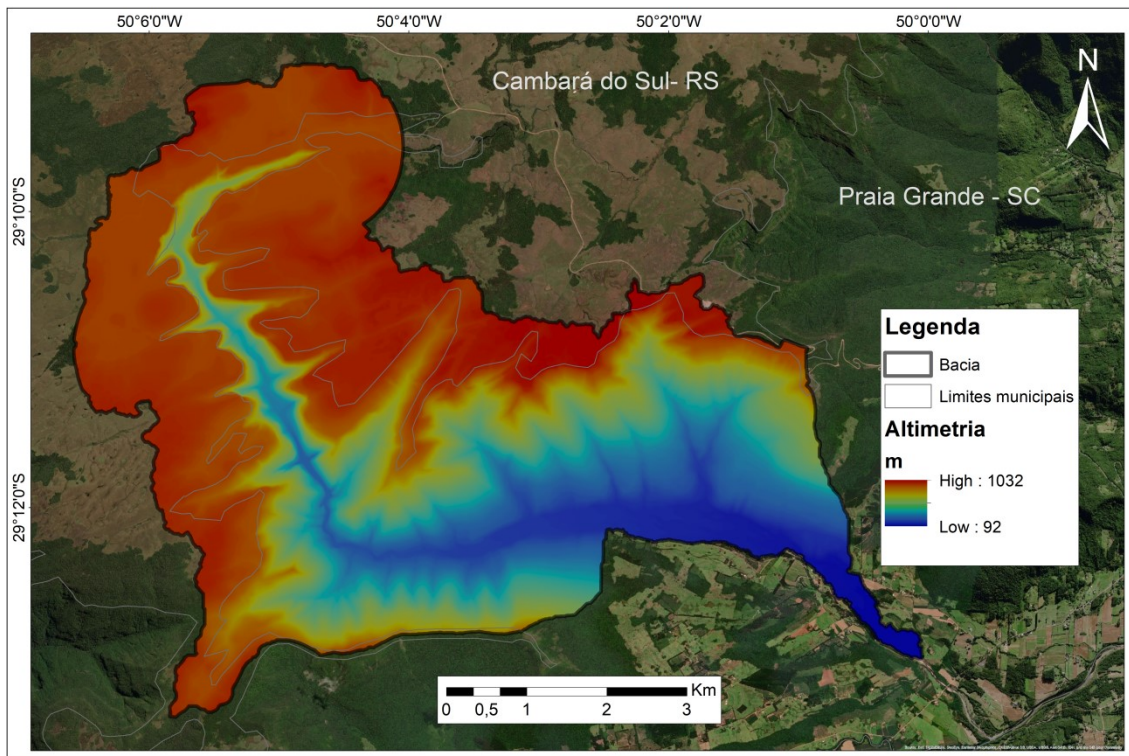 50°6'0"W 50°4'0"W 50°2'0"W 50°0'0"W
Cambará do Sul- RS
N
Praia Grande - SC
29°10'0"S
29°12'0"S
Legenda
Bacia
Limites municipais
Altimetria
m
High : 1032
Low : 92
Km
0 0,5 1 2 3